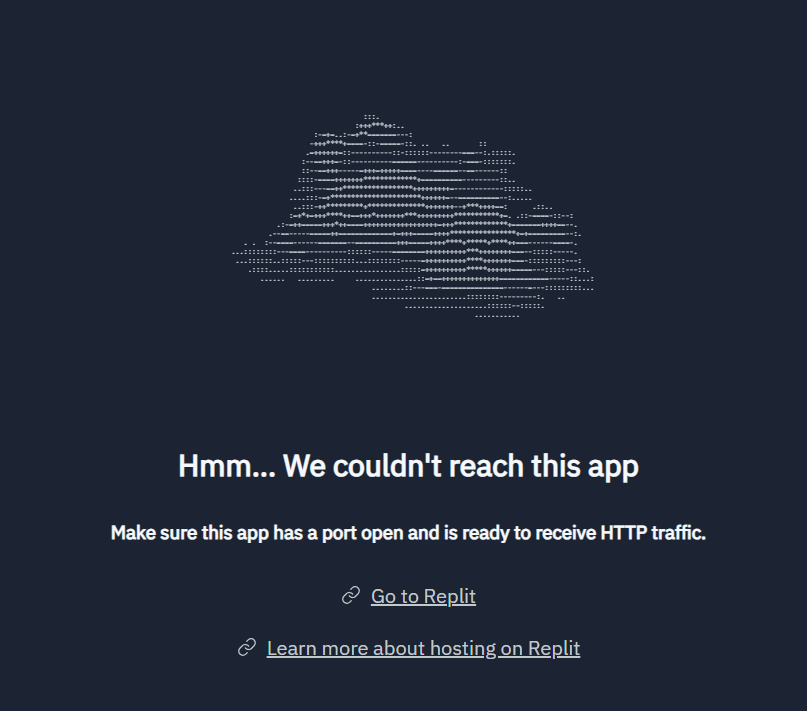 Hmm... We couldn't reach this app
Make sure this app has a port open and is ready to receive HTTP traffic.
Go to Replit
Learn more about hosting on Replit